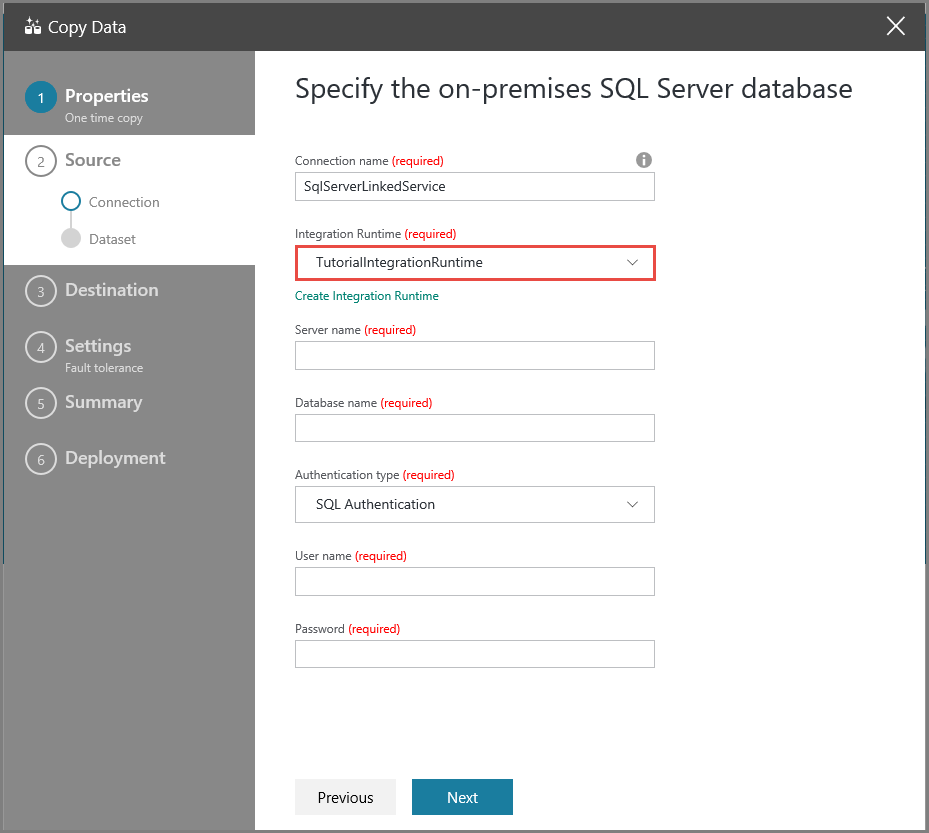 Copy Data
1 Properties
One time copy
2 Source
Connection
Dataset
3 Destination
4 Settings
Fault tolerance
5 Summary
6 Deployment
Specify the on-premises SQL Server database
Connection name (required)
SqlServerLinkedService
Integration Runtime (required)
TutorialIntegrationRuntime
Create Integration Runtime
Server name (required)
Database name (required)
Authentication type (required)
SQL Authentication
User name (required)
Password (required)
Previous Next